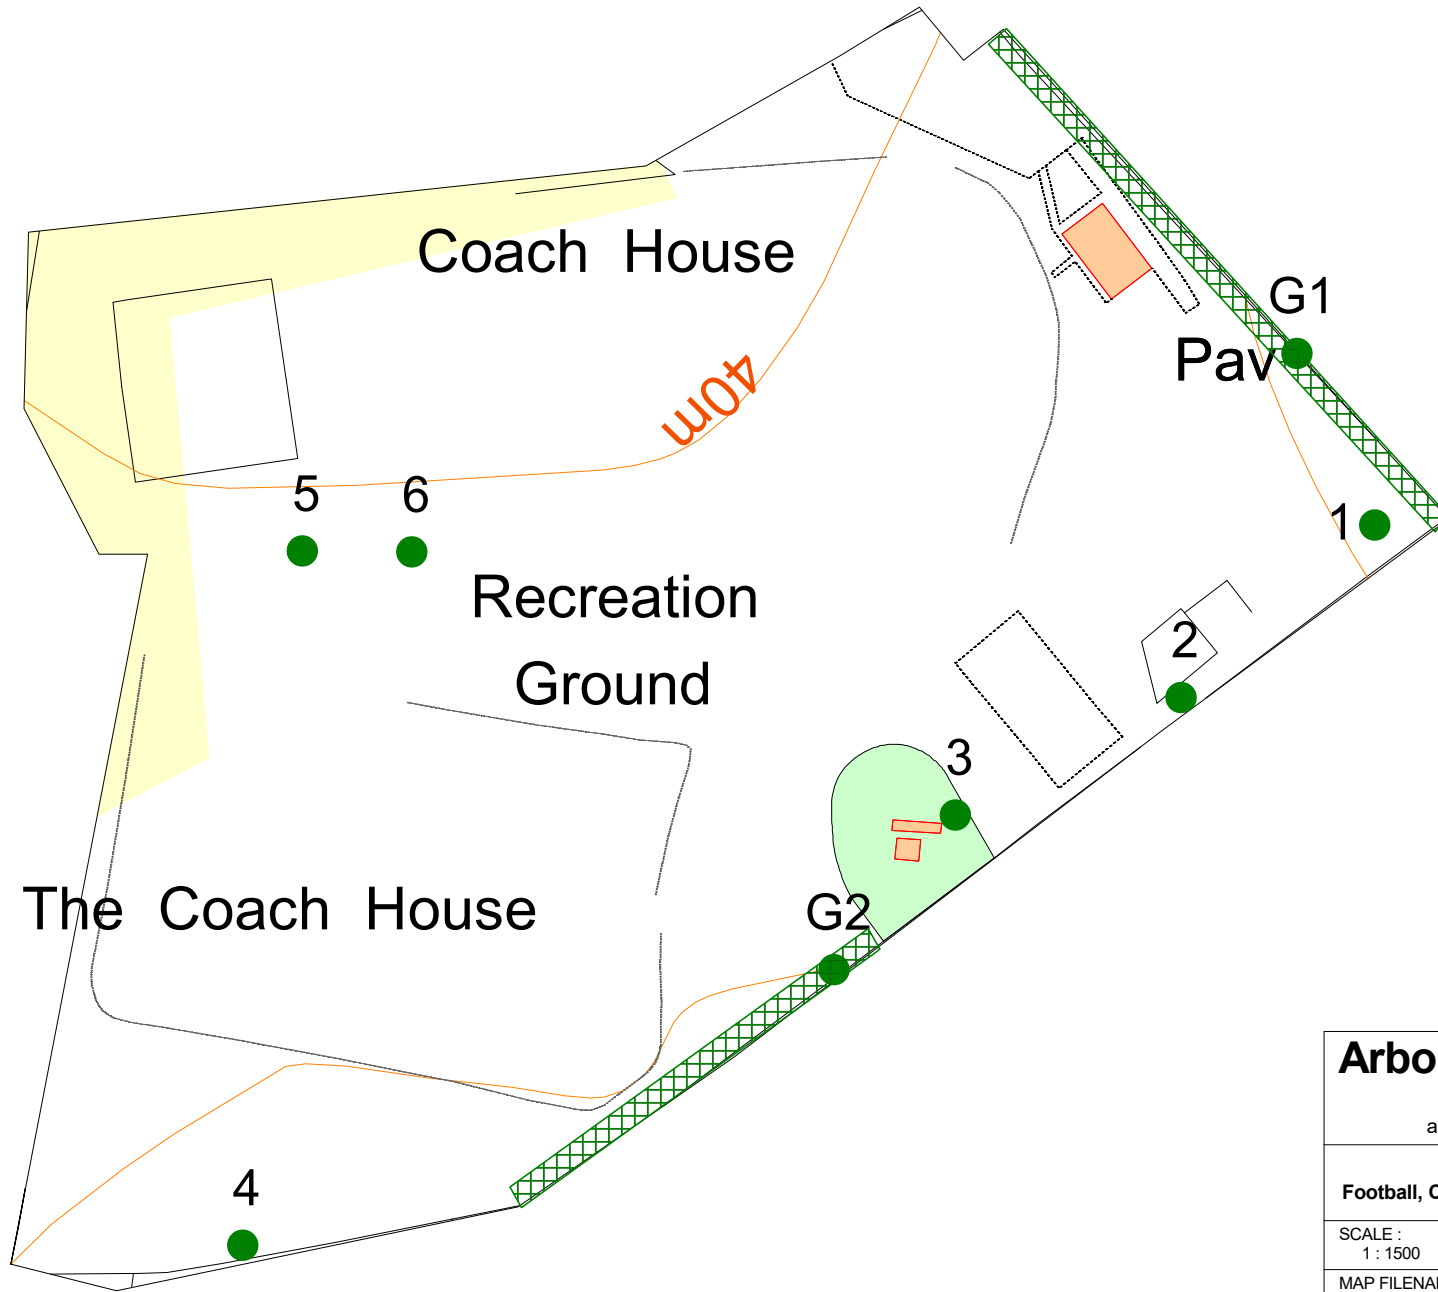 Coach House
G1
Pav
40m
5
6
1
Recreation
Ground
2
3
The Coach House
G2
4
Arbo
a
Football, C
SCALE :
1 : 1500
MAP FILENA